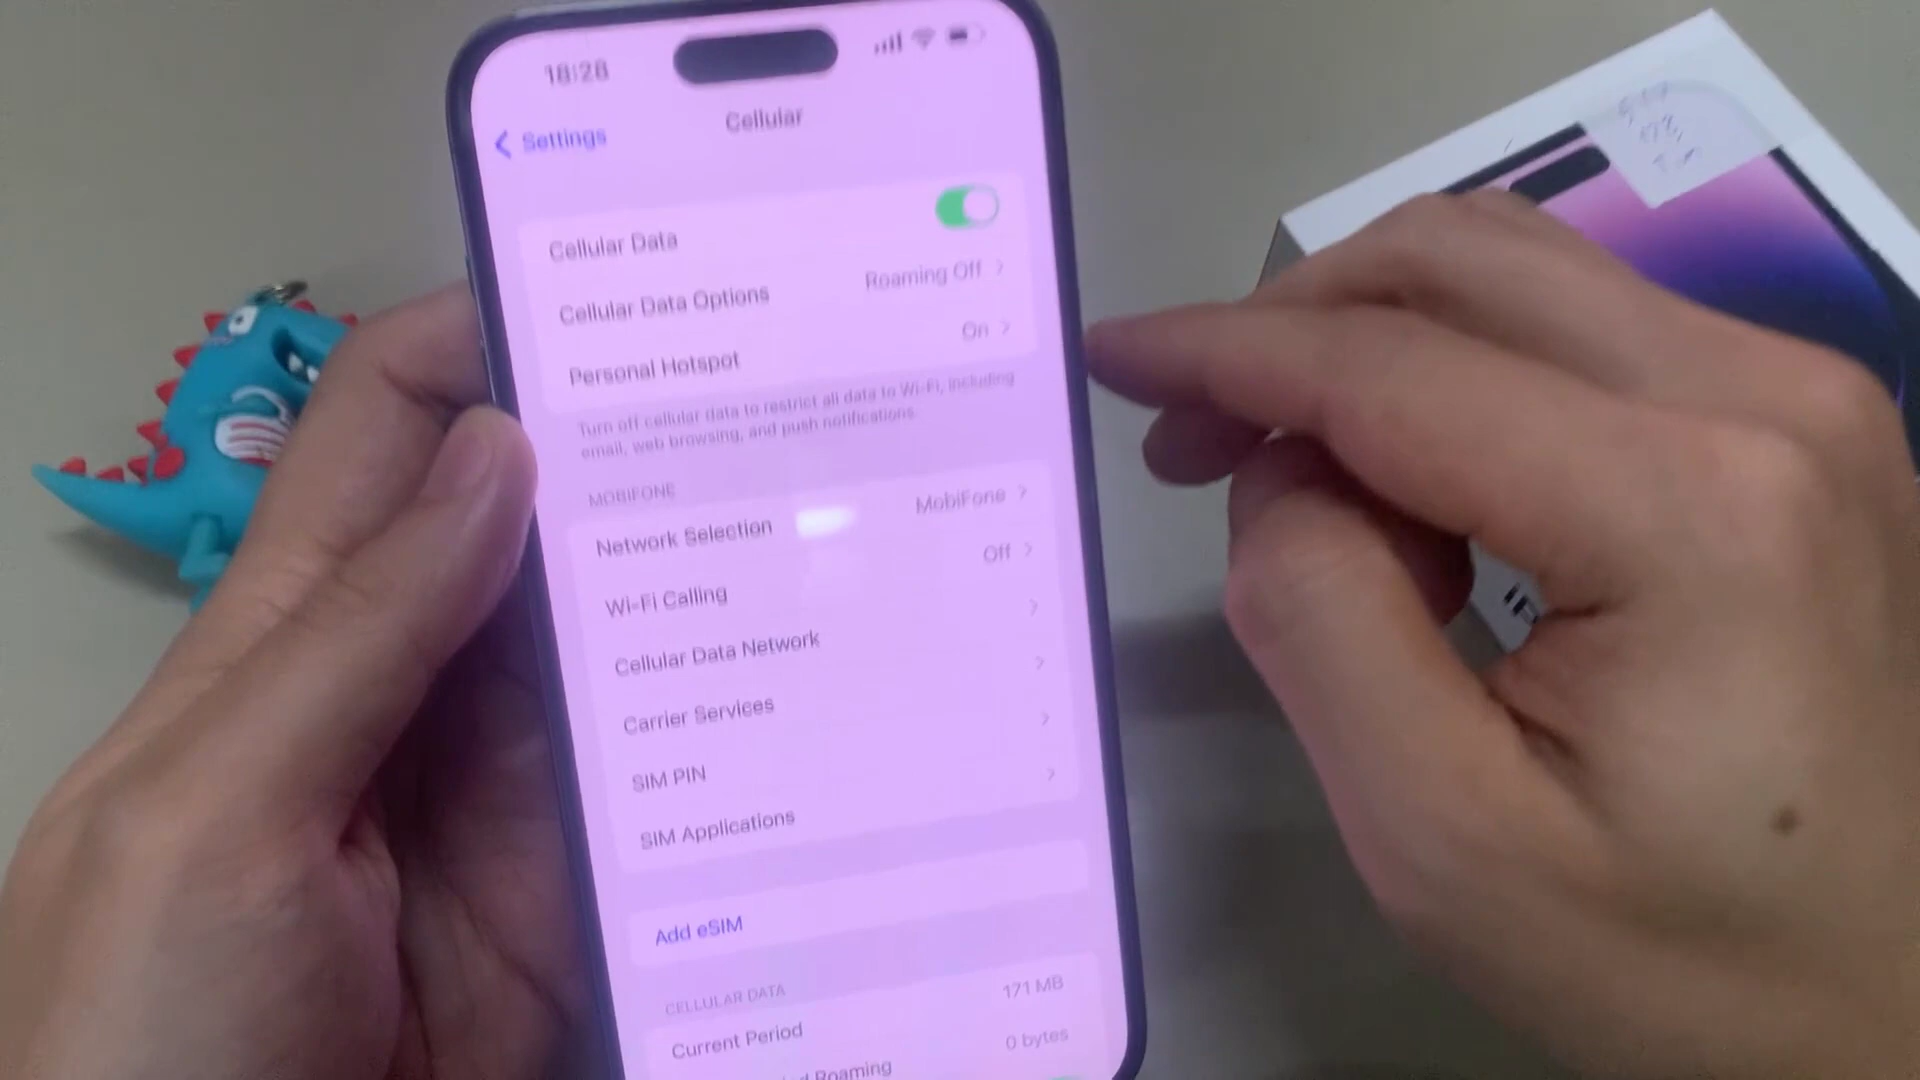 18:28
Settings
Cellular
Cellular Data
Cellular Data Options Roaming Off
Personal Hotspot On
Turn off cellular data to restrict all data to Wi-Fi, including
email, web browsing, and push notifications.
MOBIFONE
Network Selection MobiFone
Wi-Fi Calling Off
Cellular Data Network
Carrier Services
SIM PIN
SIM Applications
Add eSIM
CELLULAR DATA
Current Period 171 MB
Roaming 0 bytes